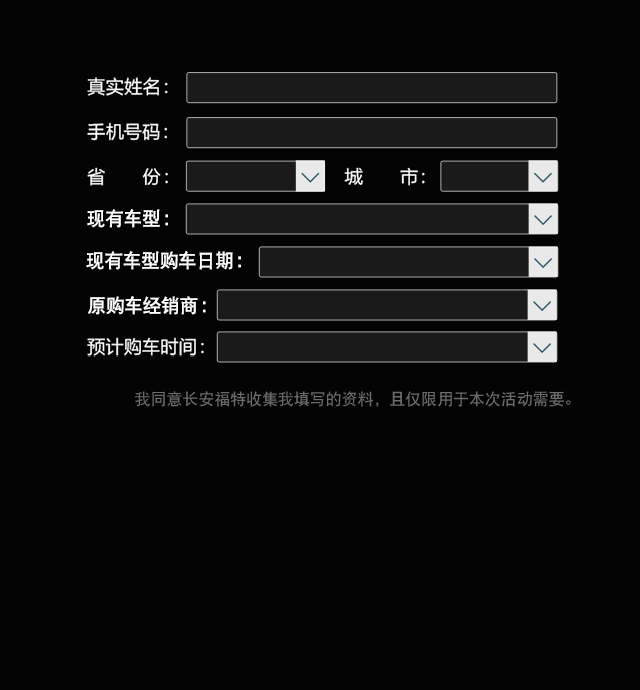 真实姓名：
手机号码：
省　　份：　城　　市：
现有车型：
现有车型购车日期：
原购车经销商：
预计购车时间：
我同意长安福特收集我填写的资料，且仅限用于本次活动需要。